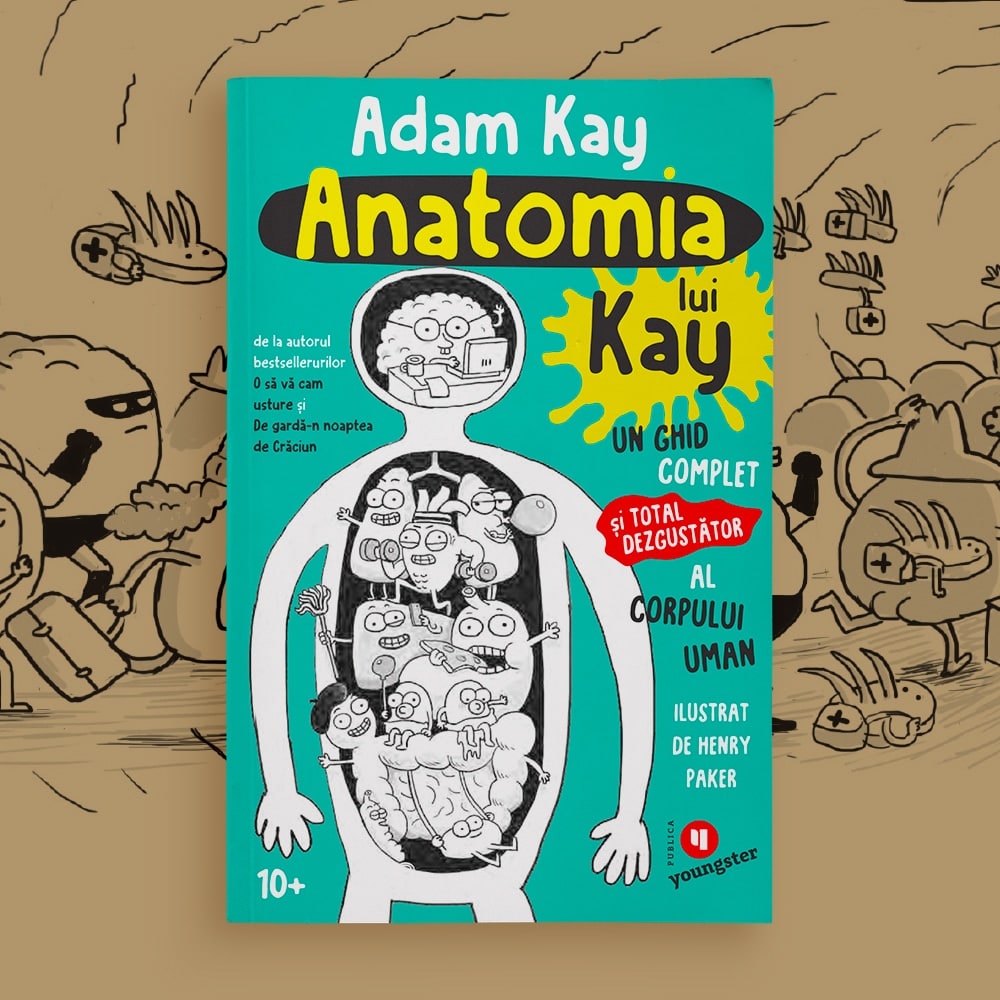 Adam Kay
Anatomia
lui
Kay
de la autorul
bestsellerurilor
O să vă cam
usture și
De gardă-n noaptea
de Crăciun
UN GHID
COMPLET
și TOTAL
DEZGUSTĂTOR
AL
CORPULUI
UMAN
ILUSTRAT
DE HENRY
PAKER
PUBLICA
youngster
10+